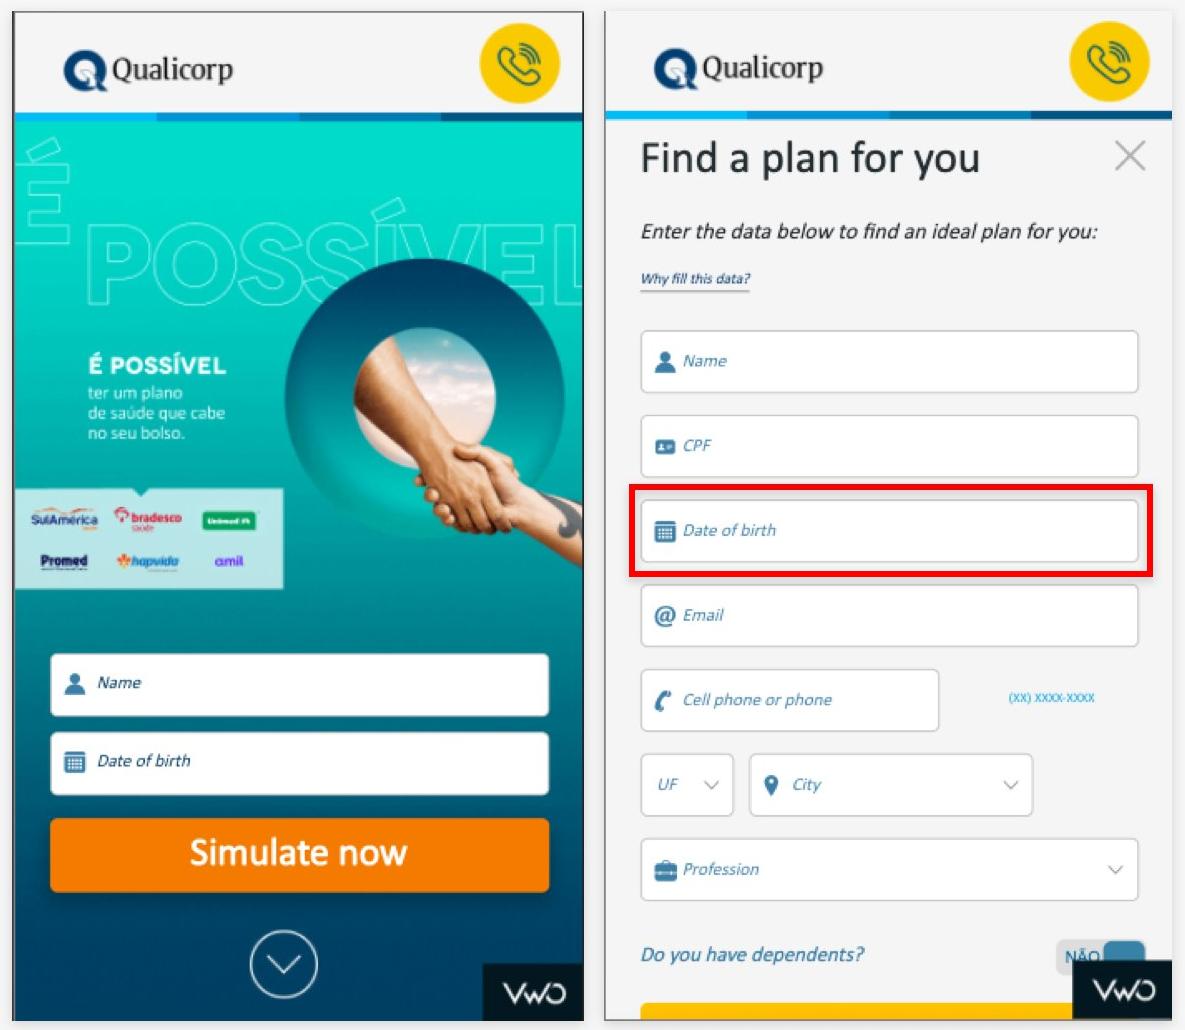 Qualicorp
É
POSSÍVEL
É POSSÍVEL
ter um plano
de saúde que cabe
no seu bolso.
SulAmérica
bradesco
saúde
Unimed
Promed
hapvida
amil
Name
Date of birth
Simulate now
VWO
Qualicorp
Find a plan for you
Enter the data below to find an ideal plan for you:
Why fill this data?
Name
CPF
Date of birth
@ Email
Cell phone or phone
(XX) XXXX-XXXX
UF
City
Profession
Do you have dependents?
NÃO
VWO